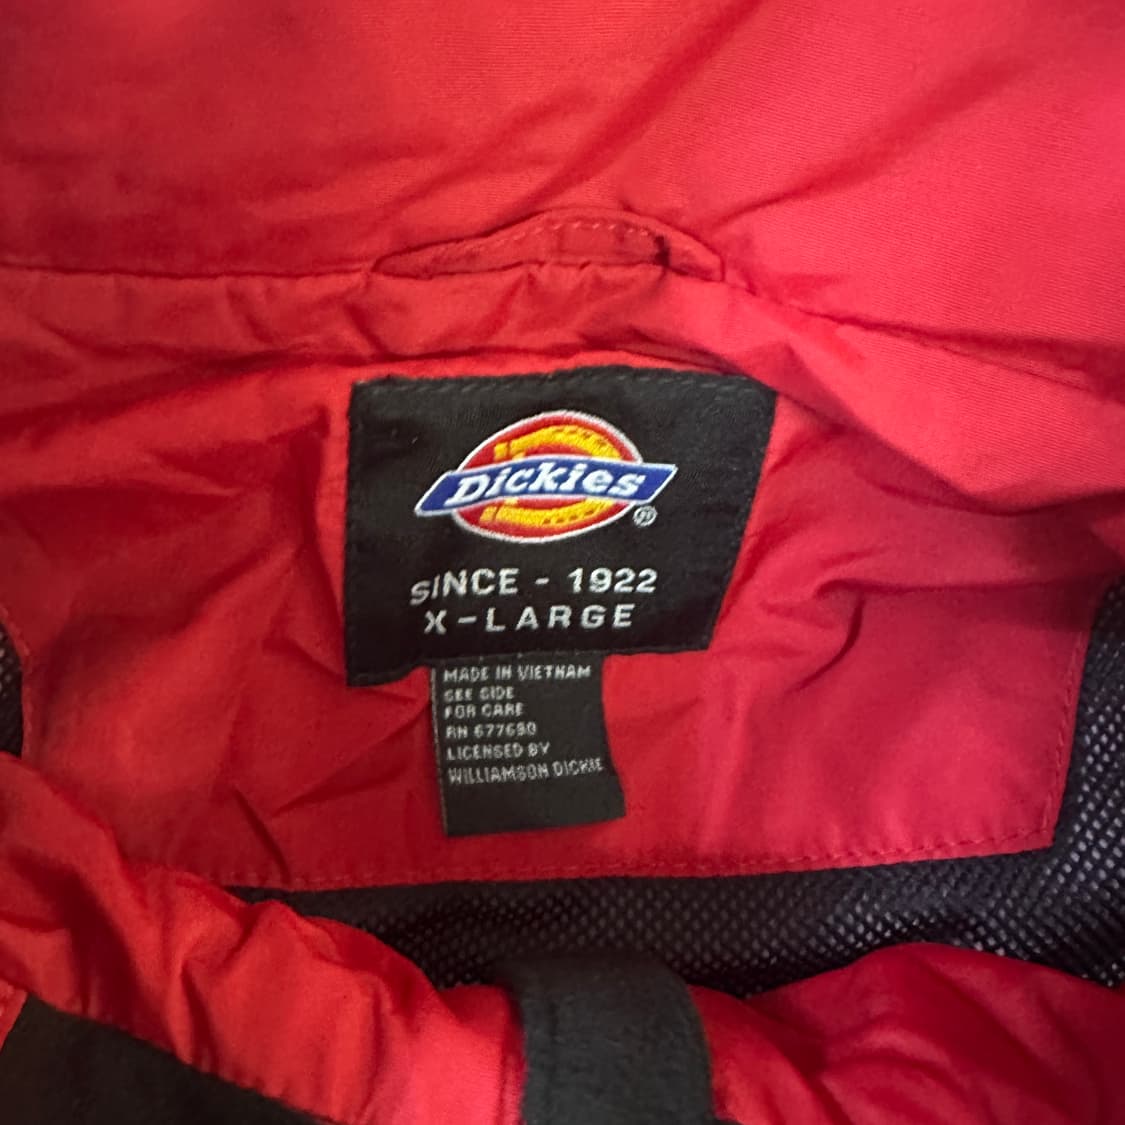 Dickies®
SINCE - 1922
X-LARGE
MADE IN VIETNAM
SEE SIDE
FOR CARE
RN 677690
LICENSED BY
WILLIAMSON DICKIE